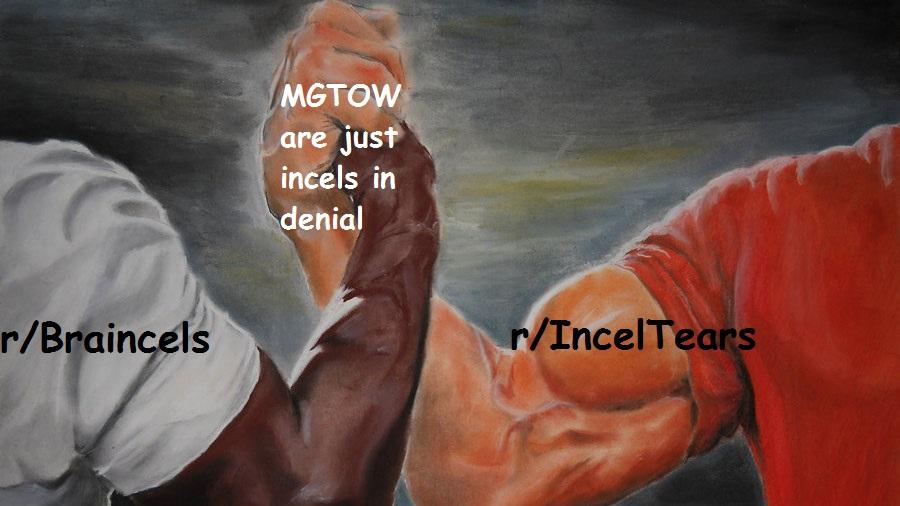 MGTOW
are just
incels in
denial
r/Braincels
r/IncelTears